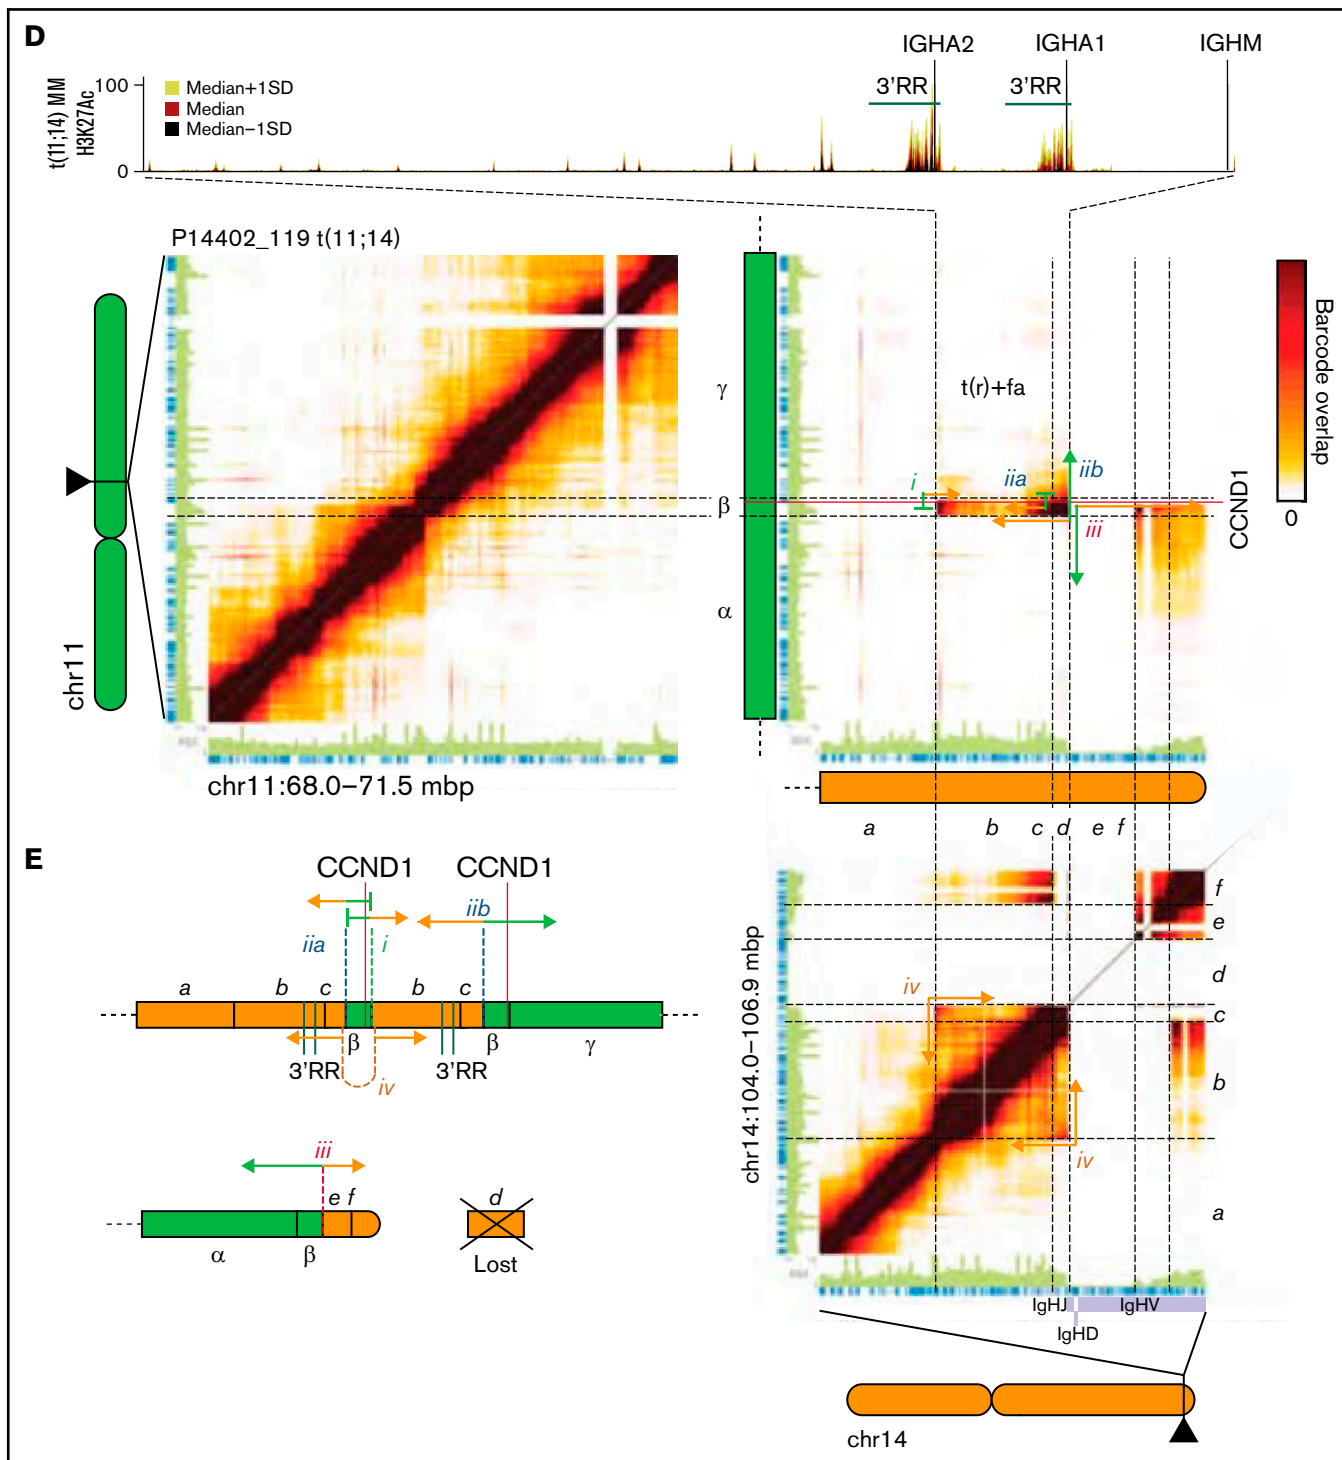 D
IGHA2 IGHA1 IGHM
3'RR 3'RR
t(11;14) MM
H3K27Ac
100
0
Median+1SD
Median
Median−1SD
P14402_119 t(11;14)
chr11
chr11:68.0−71.5 mbp
γ
β
α
t(r)+fa
i
iia
iib
iii
CCND1
Barcode overlap
0
a b c d e f
chr14:104.0−106.9 mbp
f
e
d
c
b
a
iv
iv
IgHJ
IgHV
IgHD
chr14
E
CCND1 CCND1
iib
iia i
a b c b c
β β γ
3'RR 3'RR
iv
iii
e f
α β
d
Lost